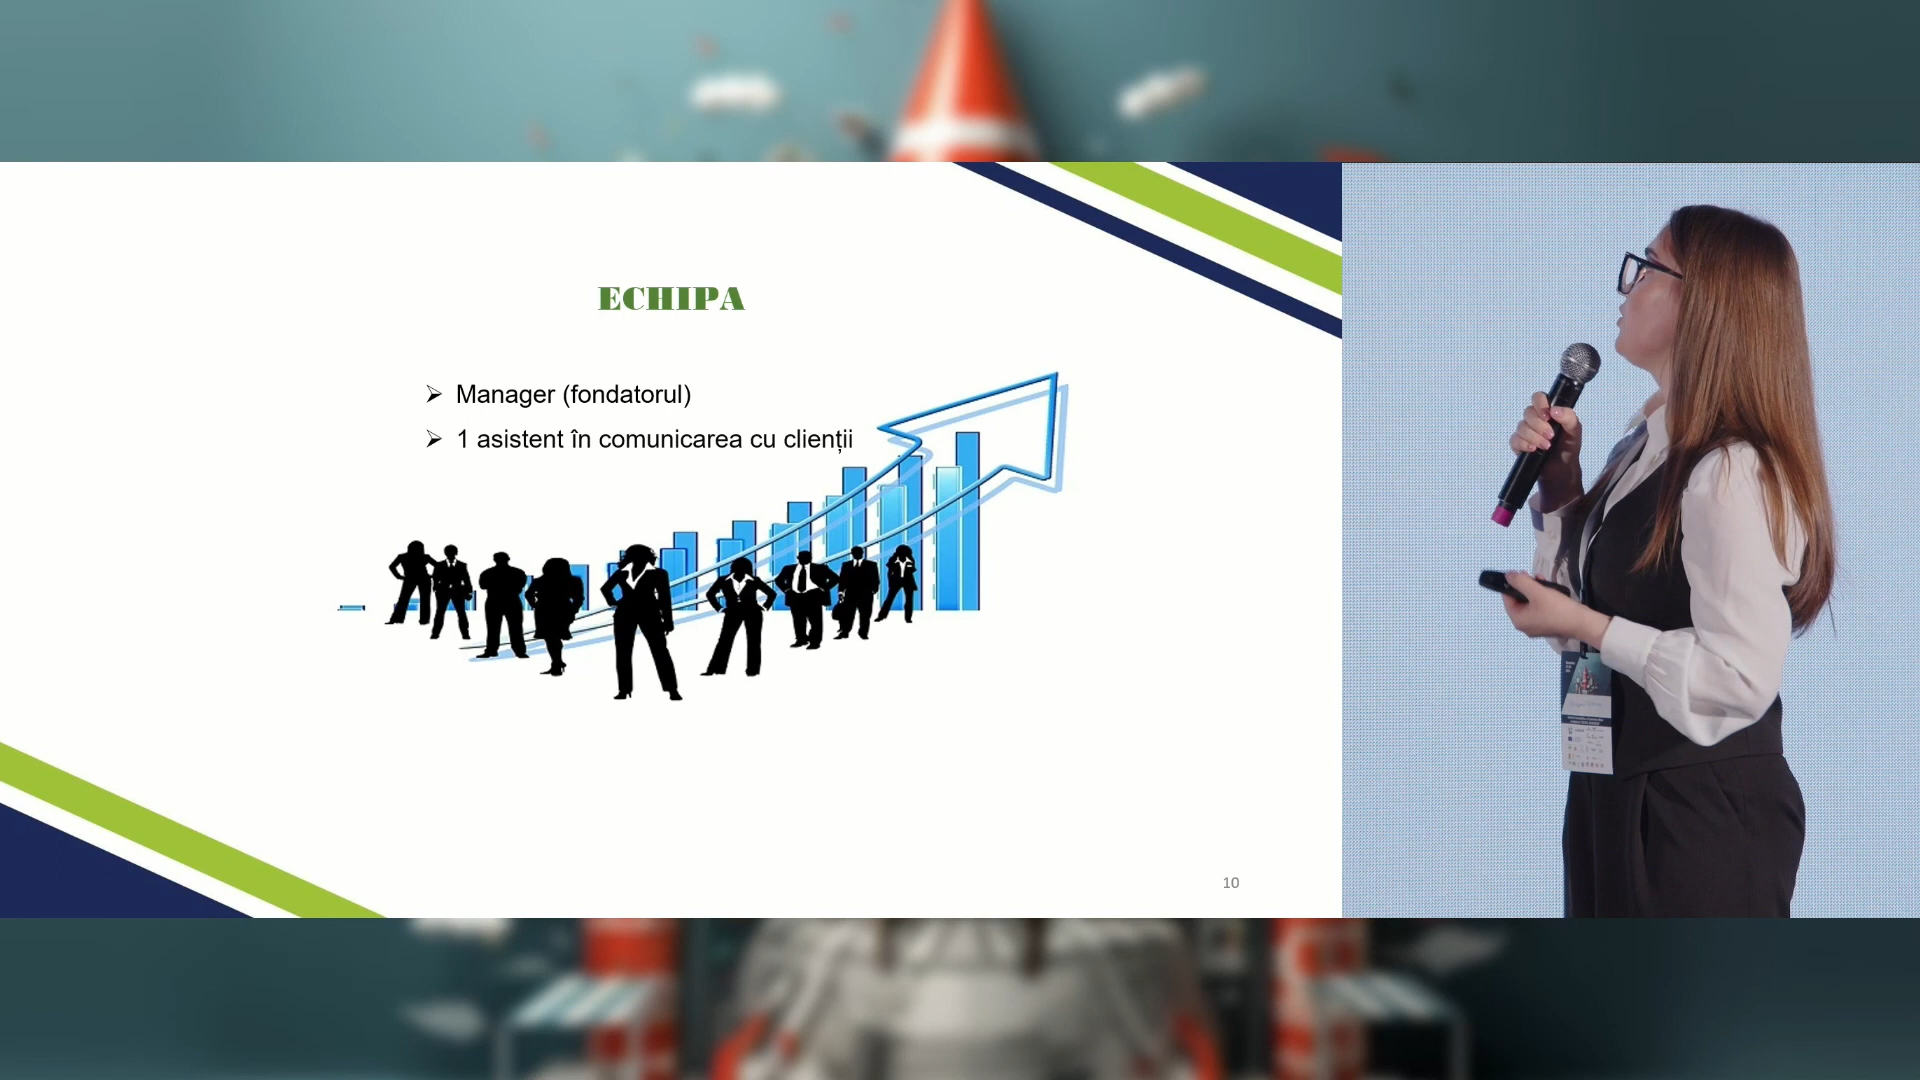 ECHIPA
Manager (fondatorul)
1 asistent în comunicarea cu clienții
10